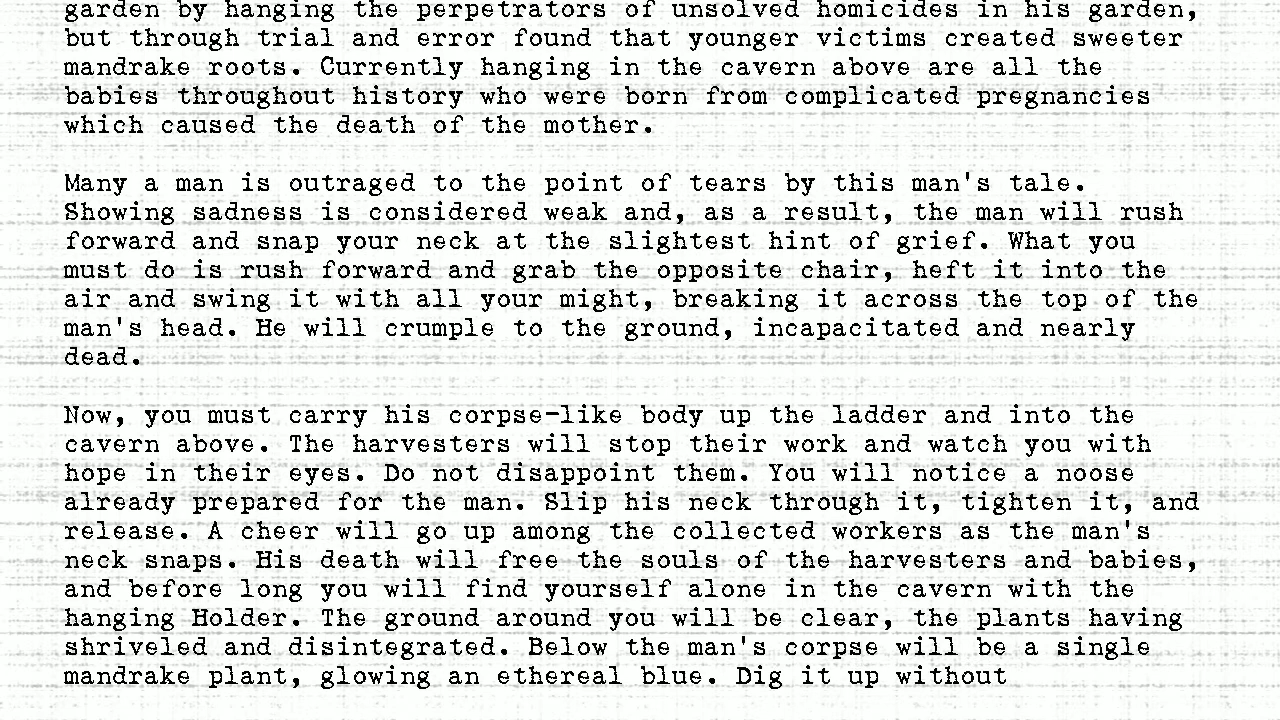 garden by hanging the perpetrators of unsolved homicides in his garden,
but through trial and error found that younger victims created sweeter
mandrake roots. Currently hanging in the cavern above are all the
babies throughout history who were born from complicated pregnancies
which caused the death of the mother.
Many a man is outraged to the point of tears by this man's tale.
Showing sadness is considered weak and, as a result, the man will rush
forward and snap your neck at the slightest hint of grief. What you
must do is rush forward and grab the opposite chair, heft it into the
air and swing it with all your might, breaking it across the top of the
man's head. He will crumple to the ground, incapacitated and nearly
dead.
Now, you must carry his corpse-like body up the ladder and into the
cavern above. The harvesters will stop their work and watch you with
hope in their eyes. Do not disappoint them. You will notice a noose
already prepared for the man. Slip his neck through it, tighten it, and
release. A cheer will go up among the collected workers as the man's
neck snaps. His death will free the souls of the harvesters and babies,
and before long you will find yourself alone in the cavern with the
hanging Holder. The ground around you will be clear, the plants having
shriveled and disintegrated. Below the man's corpse will be a single
mandrake plant, glowing an ethereal blue. Dig it up without